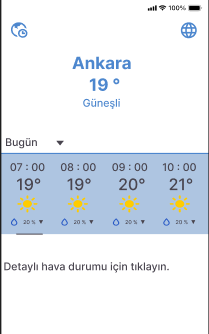 100%
Ankara
19 °
Güneşli
Bugün ▼
07 : 00 08 : 00 09 : 00 10 : 00
19° 19° 20° 21°
20 % ▼ 20 % ▼ 20 % ▼ 20 % ▼
Detaylı hava durumu için tıklayın.